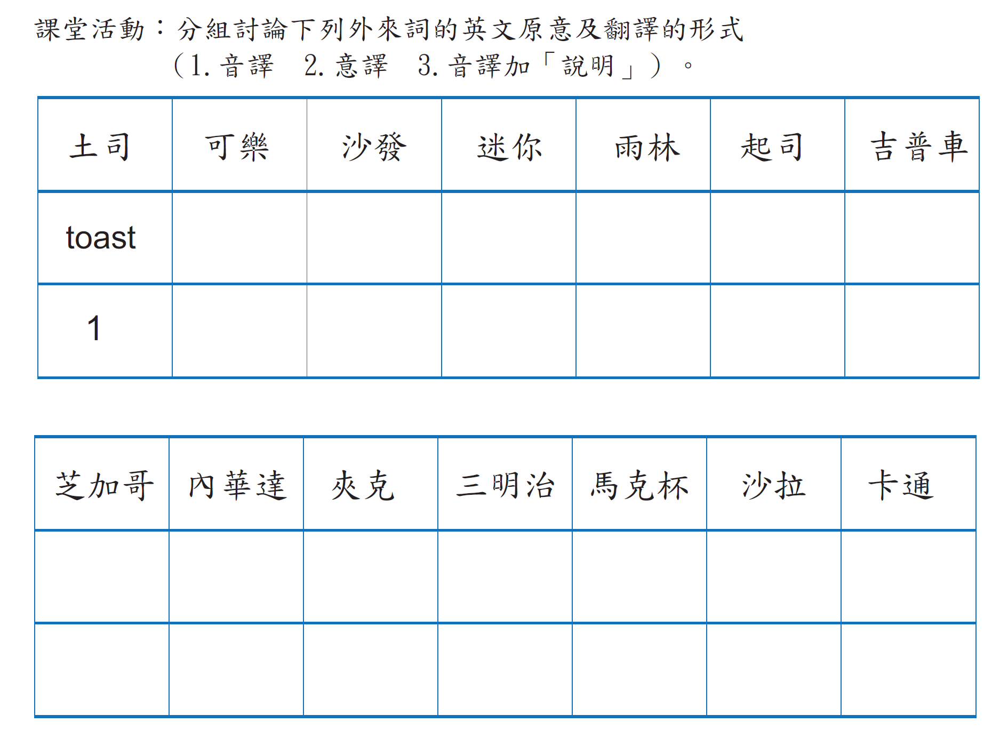 課堂活動：分組討論下列外來詞的英文原意及翻譯的形式
（1.音譯　2.意譯　3.音譯加「說明」）。
土司 可樂 沙發 迷你 雨林 起司 吉普車
toast
1
芝加哥 內華達 夾克 三明治 馬克杯 沙拉 卡通